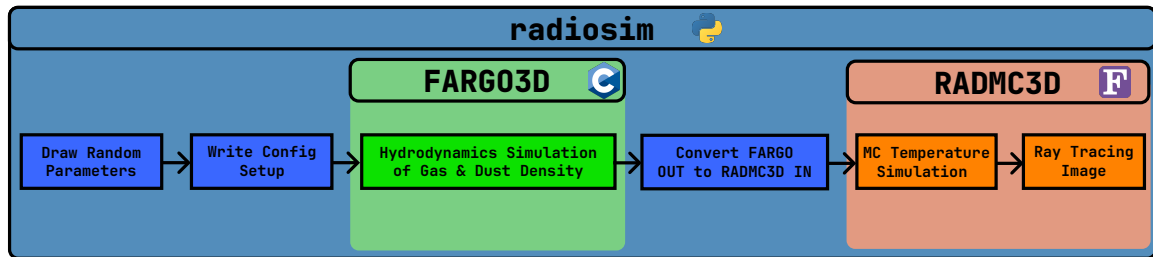 radiosim
FARGO3D
C
RADMC3D
F
Draw Random
Parameters
Write Config
Setup
Hydrodynamics Simulation
of Gas & Dust Density
Convert FARGO
OUT to RADMC3D IN
MC Temperature
Simulation
Ray Tracing
Image